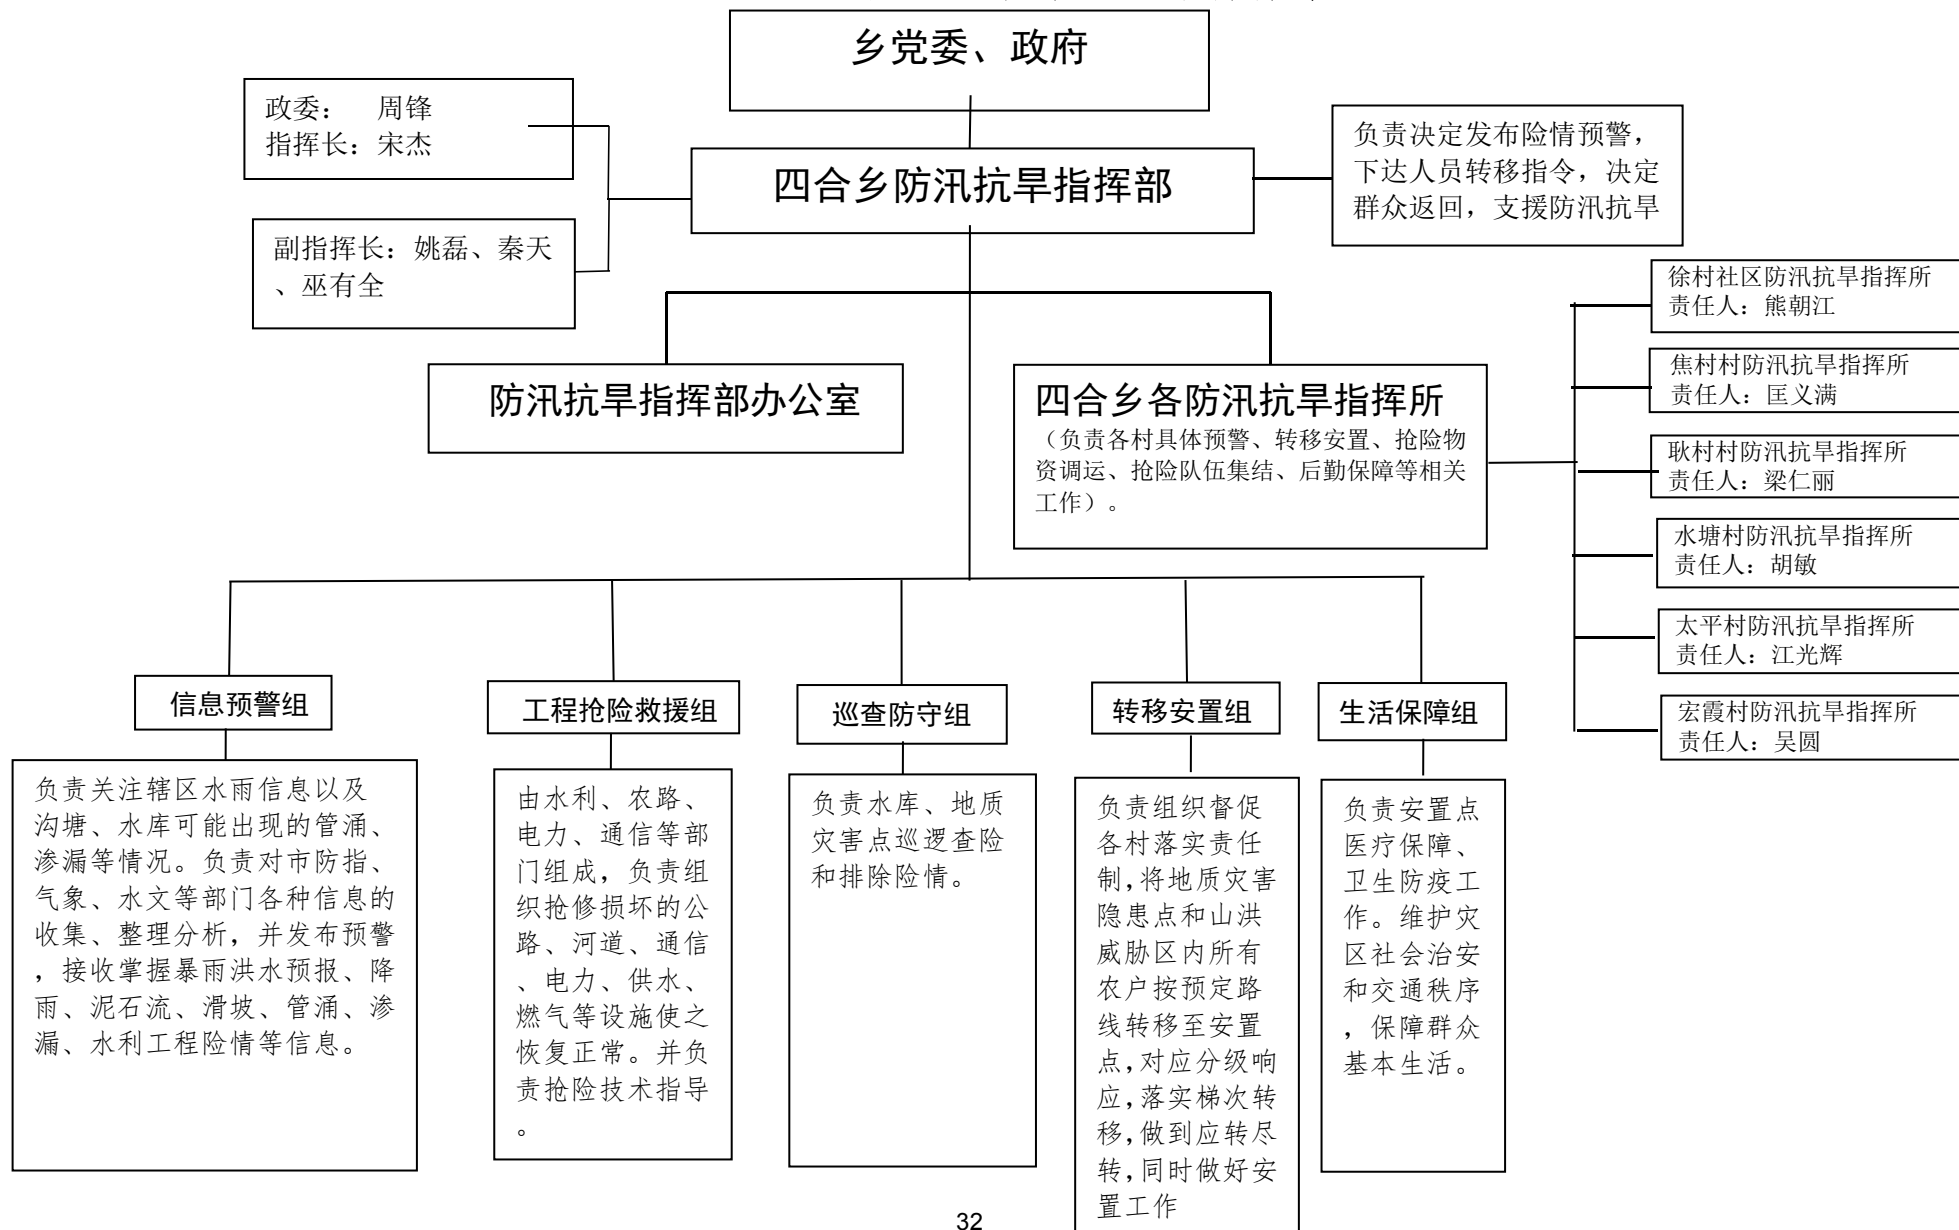 乡党委、政府
政委： 周锋
指挥长：宋杰
四合乡防汛抗旱指挥部
负责决定发布险情预警，
下达人员转移指令，决定
群众返回，支援防汛抗旱
副指挥长：姚磊、秦天
、巫有全
防汛抗旱指挥部办公室
四合乡各防汛抗旱指挥所
（负责各村具体预警、转移安置、抢险物
资调运、抢险队伍集结、后勤保障等相关
工作）。
徐村社区防汛抗旱指挥所
责任人：熊朝江
焦村村防汛抗旱指挥所
责任人：匡义满
耿村村防汛抗旱指挥所
责任人：梁仁丽
水塘村防汛抗旱指挥所
责任人：胡敏
太平村防汛抗旱指挥所
责任人：江光辉
宏霞村防汛抗旱指挥所
责任人：吴圆
信息预警组
负责关注辖区水雨信息以及
沟塘、水库可能出现的管涌、
渗漏等情况。负责对市防指、
气象、水文等部门各种信息的
收集、整理分析，并发布预警
，接收掌握暴雨洪水预报、降
雨、泥石流、滑坡、管涌、渗
漏、水利工程险情等信息。
工程抢险救援组
由水利、农路、
电力、通信等部
门组成，负责组
织抢修损坏的公
路、河道、通信
、电力、供水、
燃气等设施使之
恢复正常。并负
责抢险技术指导
。
巡查防守组
负责水库、地质
灾害点巡逻查险
和排除险情。
转移安置组
负责组织督促
各村落实责任
制，将地质灾害
隐患点和山洪
威胁区内所有
农户按预定路
线转移至安置
点，对应分级响
应，落实梯次转
移，做到应转尽
转，同时做好安
置工作
生活保障组
负责安置点
医疗保障、
卫生防疫工
作。维护灾
区社会治安
和交通秩序
，保障群众
基本生活。
32